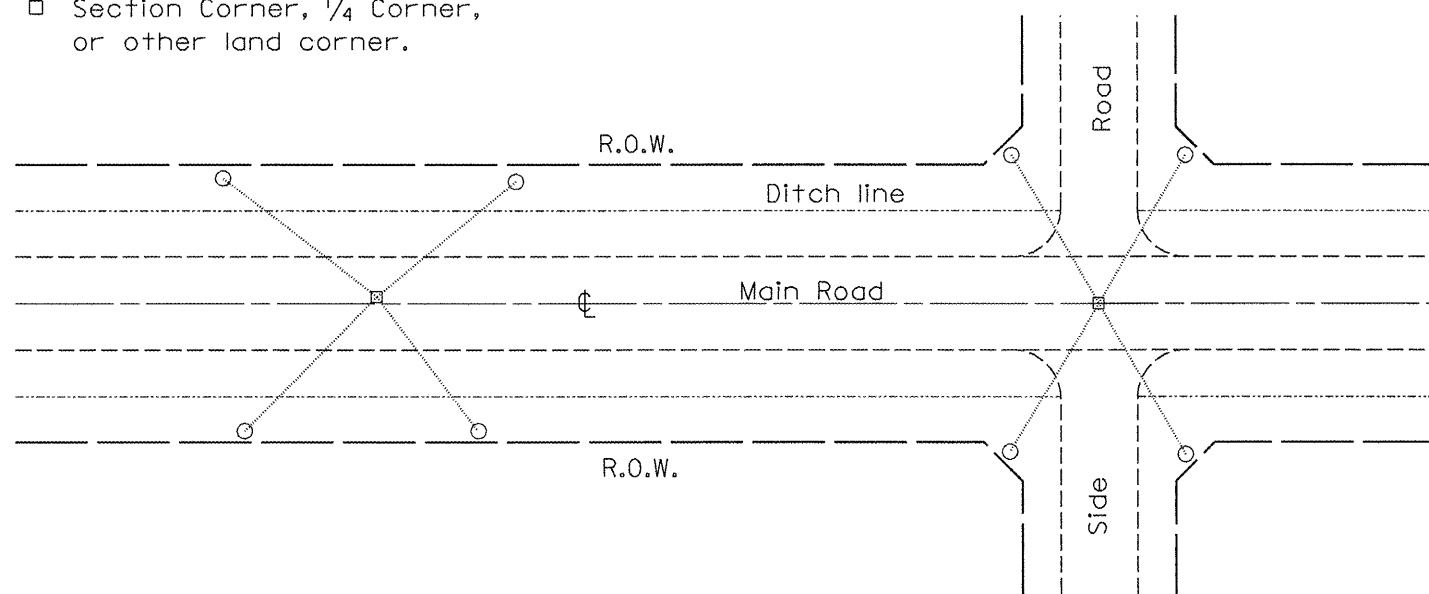 Section Corner, 1/4 Corner,
or other land corner.
Road
R.O.W.
Ditch line
Main Road
℄
R.O.W.
Side